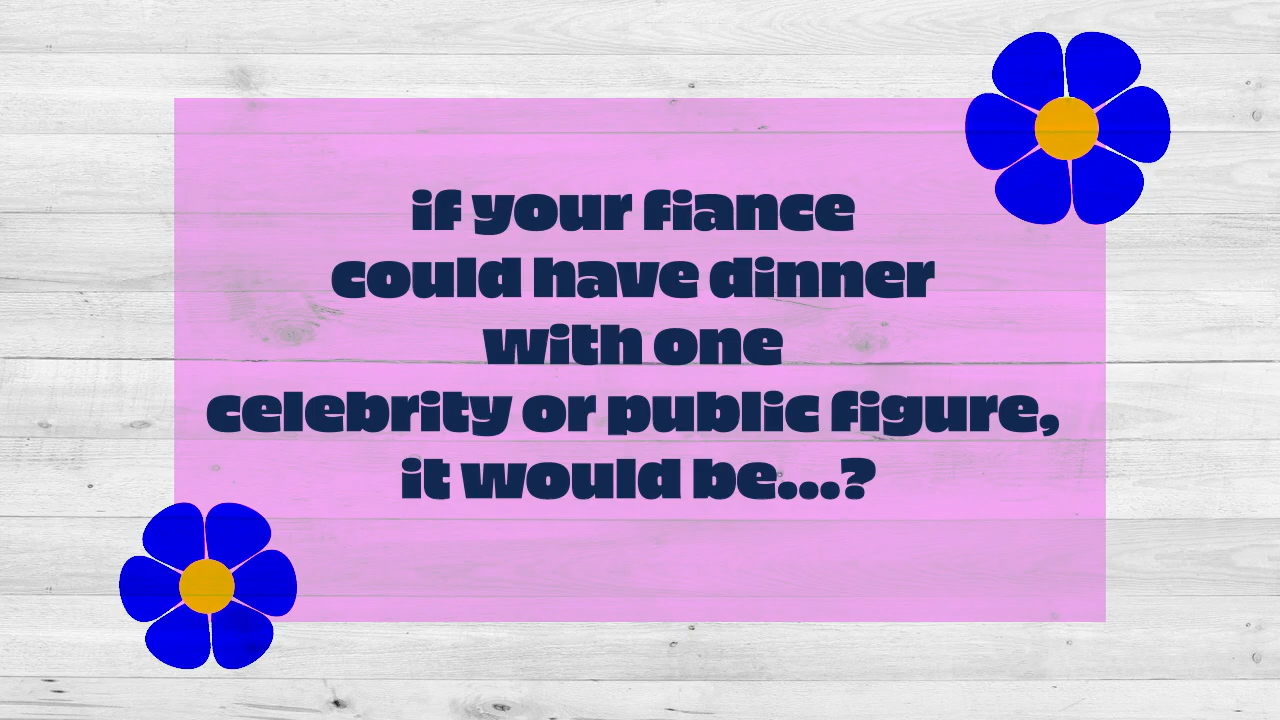 if your fiance
could have dinner
with one
celebrity or public figure,
it would be...?